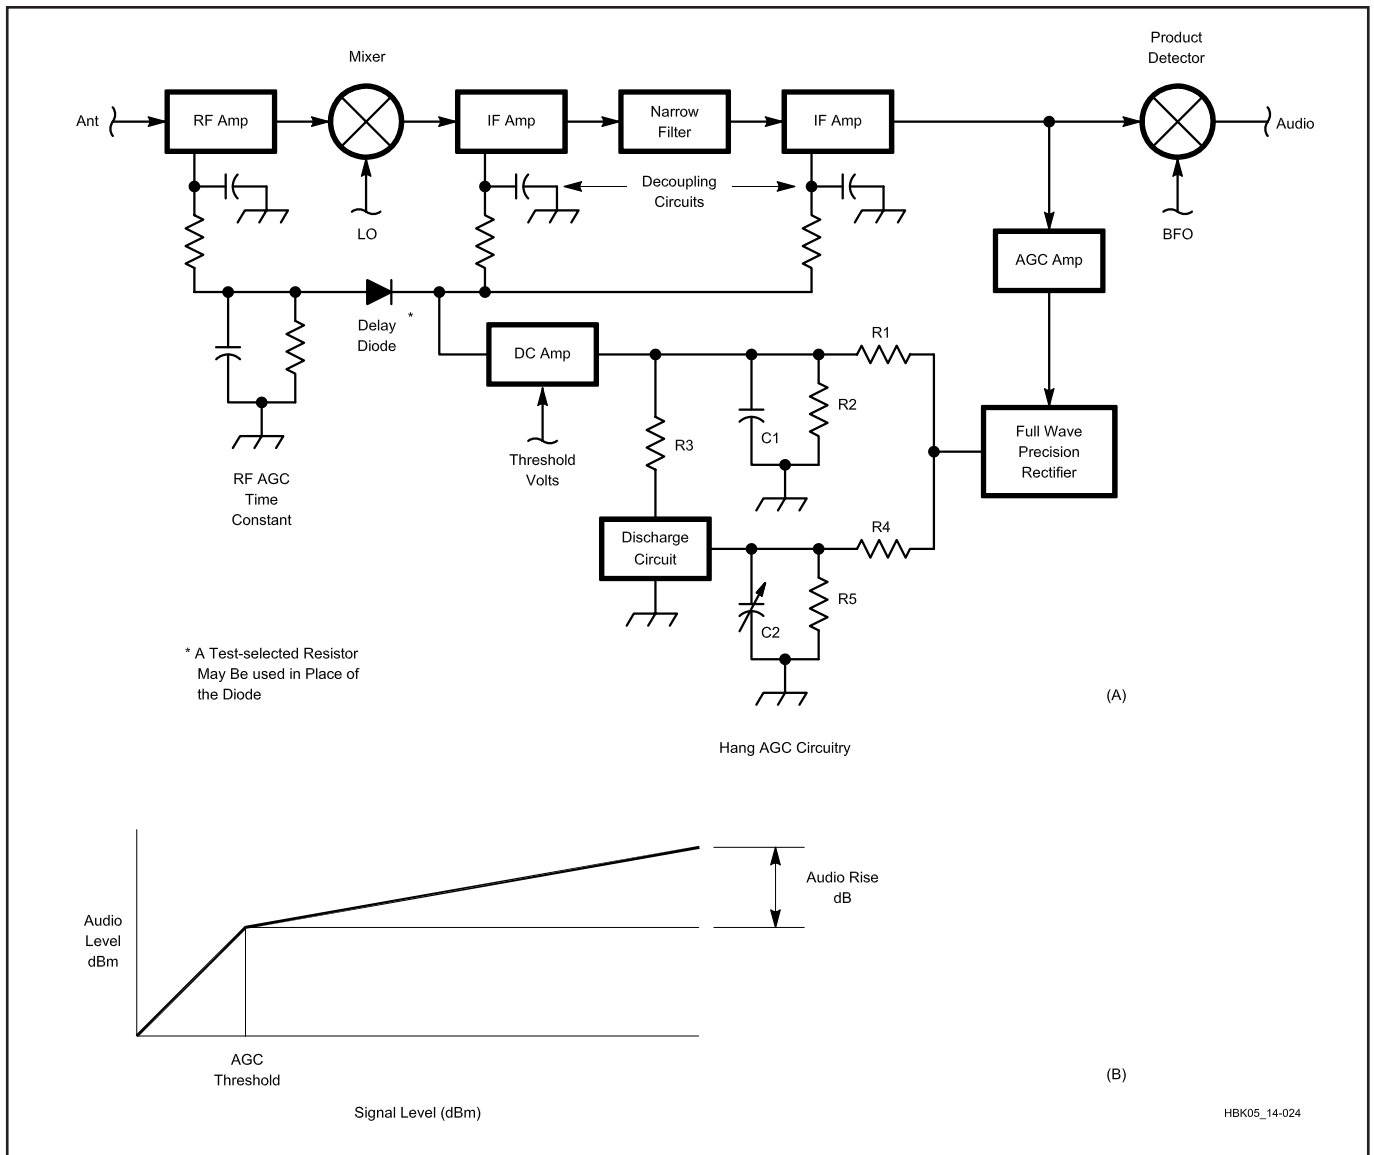 Mixer
Product
Detector
Ant
RF Amp
IF Amp
Narrow
Filter
IF Amp
Audio
Decoupling
Circuits
LO
BFO
AGC Amp
Delay
Diode
*
DC Amp
R1
R2
C1
R3
Threshold
Volts
Full Wave
Precision
Rectifier
RF AGC
Time
Constant
Discharge
Circuit
R4
R5
C2
* A Test-selected Resistor
May Be used in Place of
the Diode
(A)
Hang AGC Circuitry
Audio Rise
dB
Audio
Level
dBm
AGC
Threshold
(B)
Signal Level (dBm)
HBK05_14-024